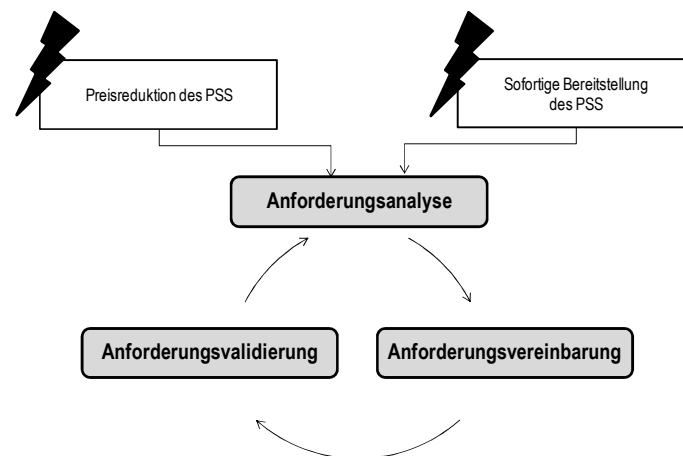 Preisreduktion des PSS
Sofortige Bereitstellung
des PSS
Anforderungsanalyse
Anforderungsvalidierung
Anforderungsvereinbarung